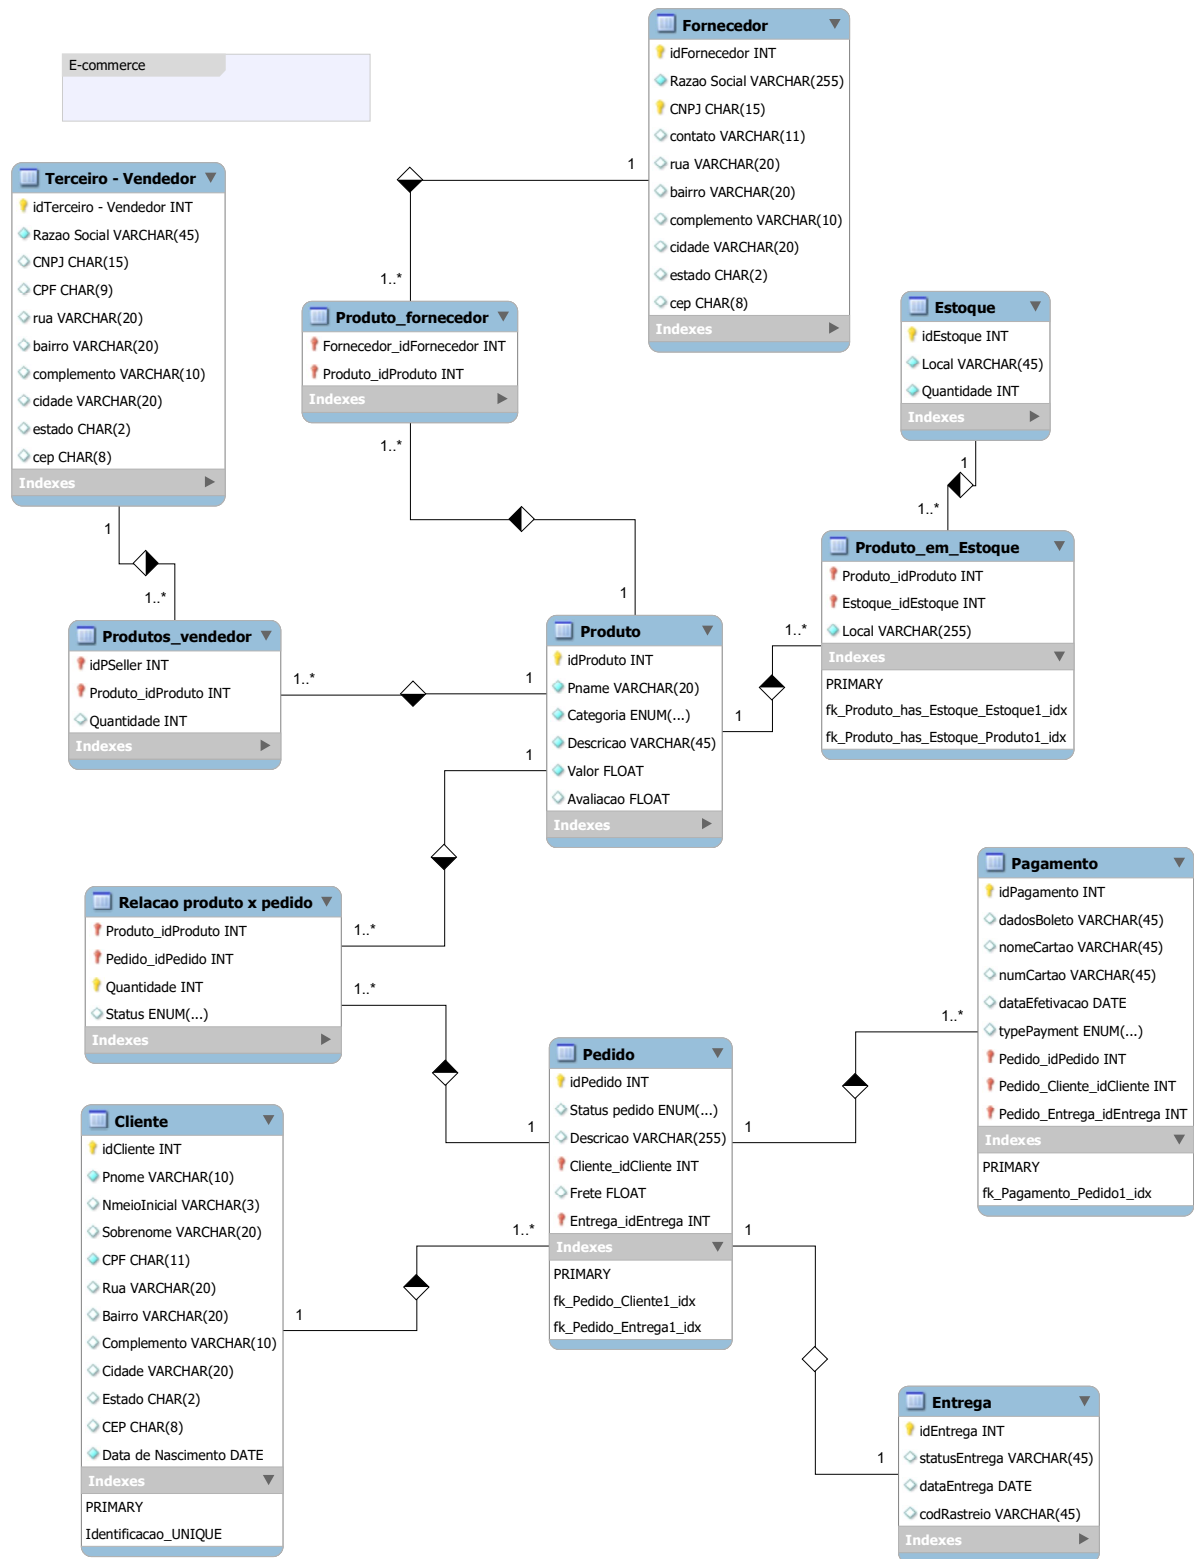 E-commerce
Fornecedor
idFornecedor INT
Razao Social VARCHAR(255)
CNPJ CHAR(15)
contato VARCHAR(11)
rua VARCHAR(20)
bairro VARCHAR(20)
complemento VARCHAR(10)
cidade VARCHAR(20)
estado CHAR(2)
cep CHAR(8)
Indexes
1
1..*
Terceiro - Vendedor
idTerceiro - Vendedor INT
Razao Social VARCHAR(45)
CNPJ CHAR(15)
CPF CHAR(9)
rua VARCHAR(20)
bairro VARCHAR(20)
complemento VARCHAR(10)
cidade VARCHAR(20)
estado CHAR(2)
cep CHAR(8)
Indexes
1
1..*
Produto_fornecedor
Fornecedor_idFornecedor INT
Produto_idProduto INT
Indexes
1..*
1
Estoque
idEstoque INT
Local VARCHAR(45)
Quantidade INT
Indexes
1
1..*
Produto_em_Estoque
Produto_idProduto INT
Estoque_idEstoque INT
Local VARCHAR(255)
Indexes
PRIMARY
fk_Produto_has_Estoque_Estoque1_idx
fk_Produto_has_Estoque_Produto1_idx
1..*
1
Produtos_vendedor
idPSeller INT
Produto_idProduto INT
Quantidade INT
Indexes
1..*
1
Produto
idProduto INT
Pname VARCHAR(20)
Categoria ENUM(...)
Descricao VARCHAR(45)
Valor FLOAT
Avaliacao FLOAT
Indexes
1
1..*
Relacao produto x pedido
Produto_idProduto INT
Pedido_idPedido INT
Quantidade INT
Status ENUM(...)
Indexes
1..*
1
Pagamento
idPagamento INT
dadosBoleto VARCHAR(45)
nomeCartao VARCHAR(45)
numCartao VARCHAR(45)
dataEfetivacao DATE
typePayment ENUM(...)
Pedido_idPedido INT
Pedido_Cliente_idCliente INT
Pedido_Entrega_idEntrega INT
Indexes
PRIMARY
fk_Pagamento_Pedido1_idx
1..*
1
Pedido
idPedido INT
Status pedido ENUM(...)
Descricao VARCHAR(255)
Cliente_idCliente INT
Frete FLOAT
Entrega_idEntrega INT
Indexes
PRIMARY
fk_Pedido_Cliente1_idx
fk_Pedido_Entrega1_idx
1..*
1
Cliente
idCliente INT
Pnome VARCHAR(10)
NmeioInicial VARCHAR(3)
Sobrenome VARCHAR(20)
CPF CHAR(11)
Rua VARCHAR(20)
Bairro VARCHAR(20)
Complemento VARCHAR(10)
Cidade VARCHAR(20)
Estado CHAR(2)
CEP CHAR(8)
Data de Nascimento DATE
Indexes
PRIMARY
Identificacao_UNIQUE
1
1
Entrega
idEntrega INT
statusEntrega VARCHAR(45)
dataEntrega DATE
codRastreio VARCHAR(45)
Indexes